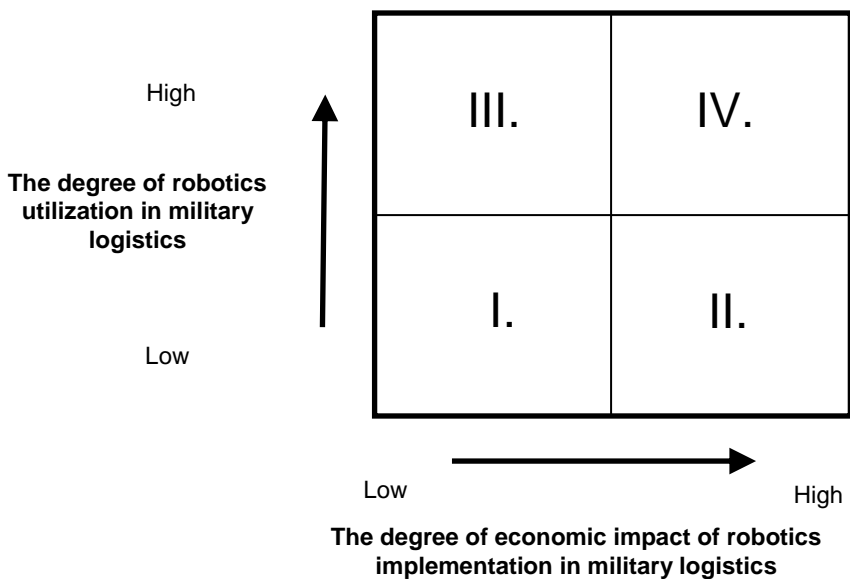 High
III.
IV.
The degree of robotics
utilization in military
logistics
I.
II.
Low
Low
High
The degree of economic impact of robotics
implementation in military logistics